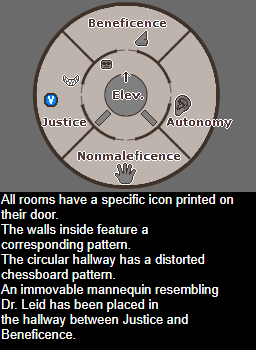 Beneficence
Elev.
V
Justice
Autonomy
Nonmaleficence
All rooms have a specific icon printed on
their door.
The walls inside feature a
corresponding pattern.
The circular hallway has a distorted
chessboard pattern.
An immovable mannequin resembling
Dr. Leid has been placed in
the hallway between Justice and
Beneficence.